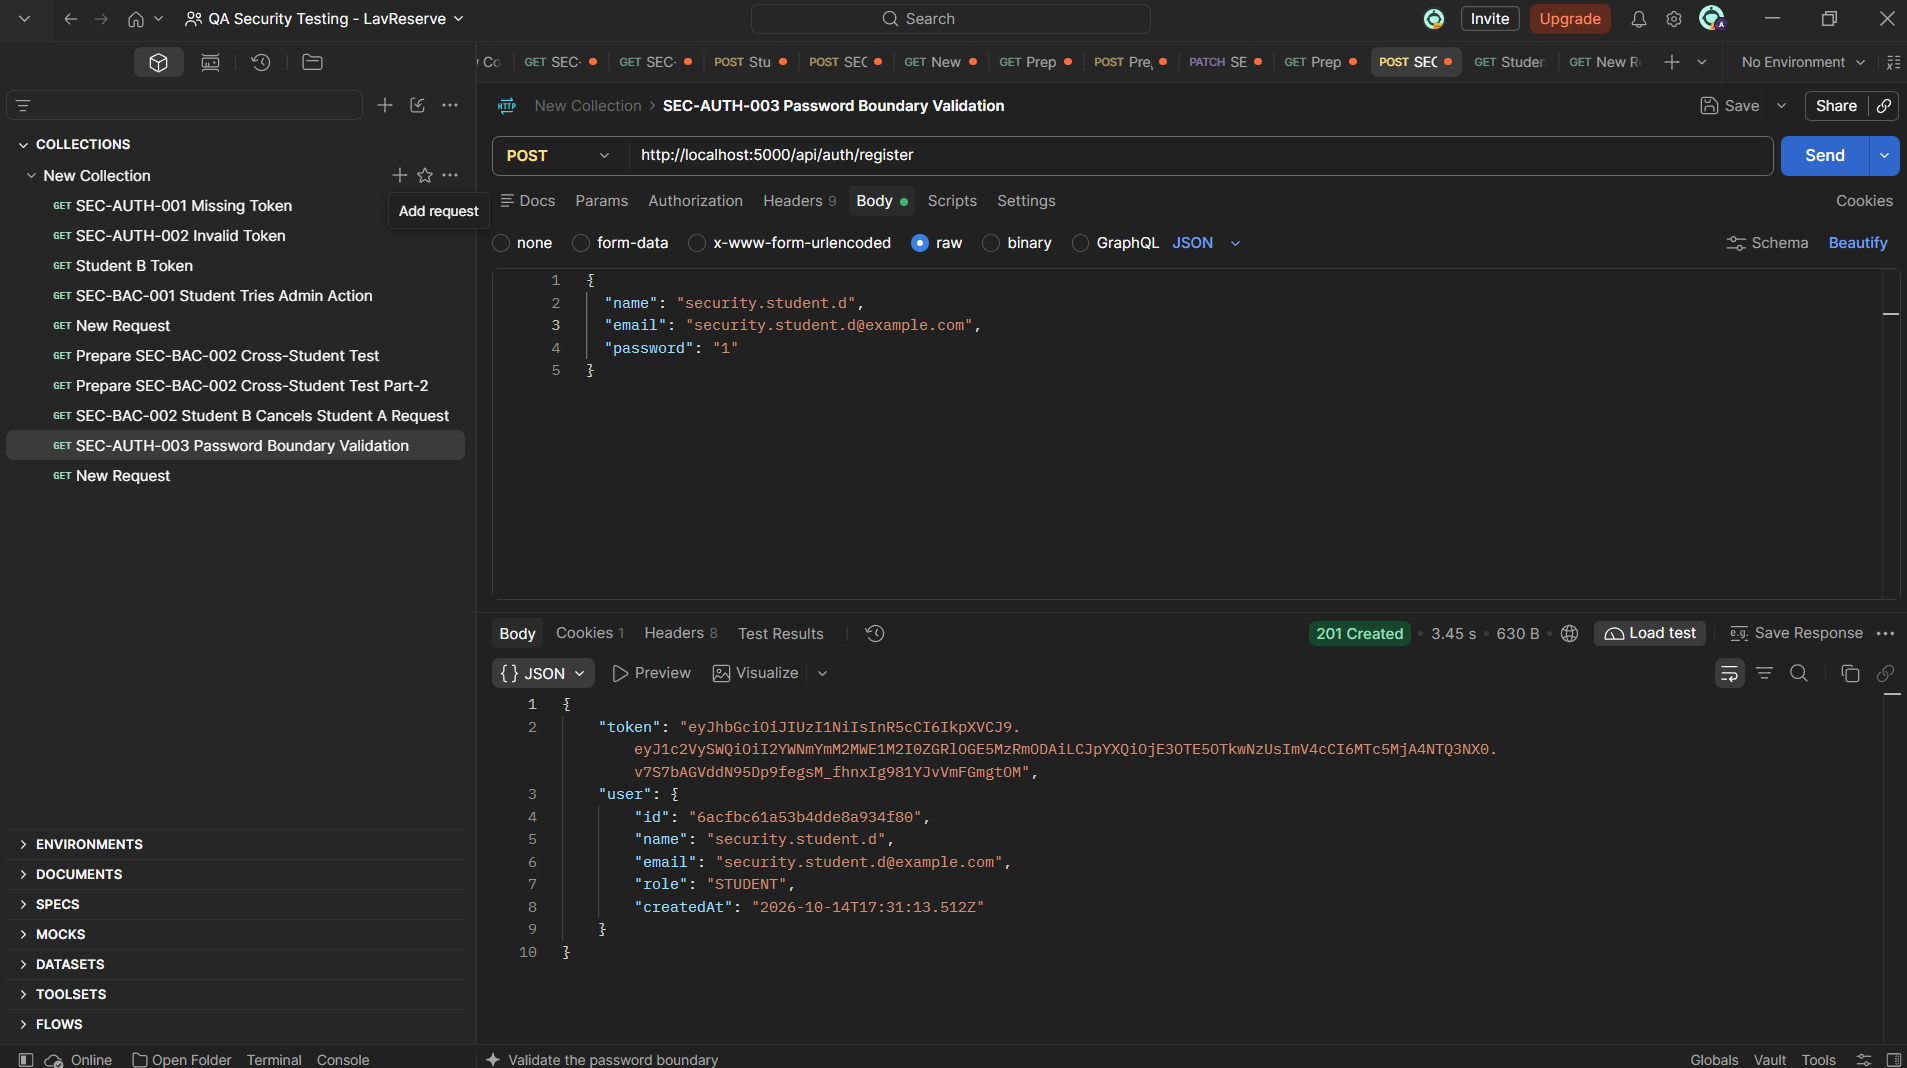 QA Security Testing - LavReserve
Search
Invite
Upgrade
Co
GET SEC-
GET SEC-
POST Stu
POST SEC
GET New
GET Prep
POST Pre
PATCH SE
GET Prep
POST SEC
GET Studen
GET New R
No Environment
New Collection > SEC-AUTH-003 Password Boundary Validation
Save
Share
COLLECTIONS
New Collection
Add request
GET SEC-AUTH-001 Missing Token
GET SEC-AUTH-002 Invalid Token
GET Student B Token
GET SEC-BAC-001 Student Tries Admin Action
GET New Request
GET Prepare SEC-BAC-002 Cross-Student Test
GET Prepare SEC-BAC-002 Cross-Student Test Part-2
GET SEC-BAC-002 Student B Cancels Student A Request
GET SEC-AUTH-003 Password Boundary Validation
GET New Request
ENVIRONMENTS
DOCUMENTS
SPECS
MOCKS
DATASETS
TOOLSETS
FLOWS
HTTP
POST
http://localhost:5000/api/auth/register
Send
Docs Params Authorization Headers 9 Body Scripts Settings
Cookies
none form-data x-www-form-urlencoded raw binary GraphQL JSON
Schema Beautify
1 {
2 "name": "security.student.d",
3 "email": "security.student.d@example.com",
4 "password": "1"
5 }
Body Cookies 1 Headers 8 Test Results
201 Created • 3.45 s • 630 B •
Load test
e.g. Save Response
{} JSON Preview Visualize
1 {
2 "token": "eyJhbGciOiJIUzI1NiIsInR5cCI6IkpXVCJ9.
eyJ1c2VySWQiOiI2YWNmYmM2MWE1M2I0ZGRlOGE5MzRmODAiLCJpYXQiOjE3OTE5OTkwNzUsImV4cCI6MTc5MjA4NTQ3NX0.
v7S7bAGVddN95Dp9fegsM_fhnxIg981YJvVmFGmgtOM",
3 "user": {
4 "id": "6acfbc61a53b4dde8a934f80",
5 "name": "security.student.d",
6 "email": "security.student.d@example.com",
7 "role": "STUDENT",
8 "createdAt": "2026-10-14T17:31:13.512Z"
9 }
10 }
Online Open Folder Terminal Console
Validate the password boundary
Globals Vault Tools